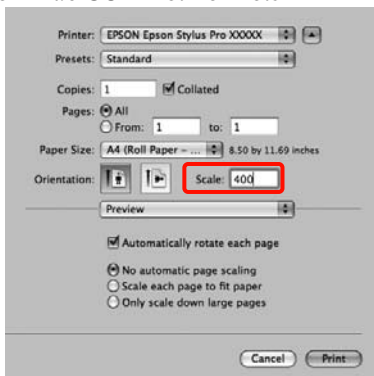 Printer: EPSON Epson Stylus Pro XXXXX
Presets: Standard
Copies: 1 Collated
Pages: All
From: 1 to: 1
Paper Size: A4 (Roll Paper – ... 8.50 by 11.69 inches
Orientation: Scale: 400
Preview
Automatically rotate each page
No automatic page scaling
Scale each page to fit paper
Only scale down large pages
Cancel Print